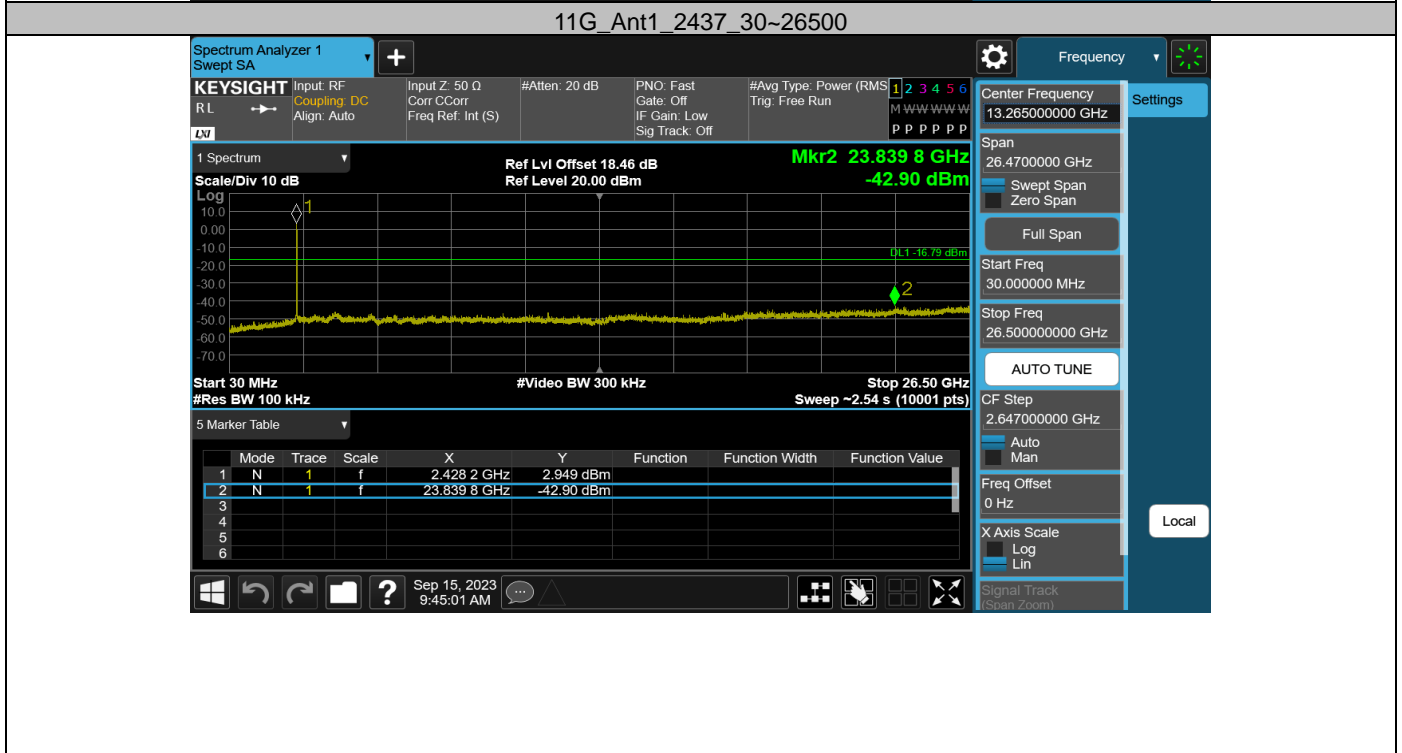 11G_Ant1_2437_30~26500
Spectrum Analyzer 1
Swept SA
Frequency
KEYSIGHT
RL
LXI
Input: RF
Coupling: DC
Align: Auto
Input Z: 50 Ω
Corr CCorr
Freq Ref: Int (S)
#Atten: 20 dB
PNO: Fast
Gate: Off
IF Gain: Low
Sig Track: Off
#Avg Type: Power (RMS
Trig: Free Run
1 2 3 4 5 6
M W W W W W
P P P P P P
1 Spectrum
Scale/Div 10 dB
Ref Lvl Offset 18.46 dB
Ref Level 20.00 dBm
Mkr2 23.839 8 GHz
-42.90 dBm
Log
10.0
0.00
-10.0
-20.0
-30.0
-40.0
-50.0
-60.0
-70.0
1
DL1 -16.79 dBm
2
Start 30 MHz
#Video BW 300 kHz
Stop 26.50 GHz
#Res BW 100 kHz
Sweep ~2.54 s (10001 pts)
5 Marker Table
Mode Trace Scale X Y Function Function Width Function Value
1 N 1 f 2.428 2 GHz 2.949 dBm
2 N 1 f 23.839 8 GHz -42.90 dBm
3
4
5
6
Sep 15, 2023
9:45:01 AM
Center Frequency
13.265000000 GHz
Settings
Span
26.4700000 GHz
Swept Span
Zero Span
Full Span
Start Freq
30.000000 MHz
Stop Freq
26.500000000 GHz
AUTO TUNE
CF Step
2.647000000 GHz
Auto
Man
Freq Offset
0 Hz
Local
X Axis Scale
Log
Lin
Signal Track
(Span Zoom)